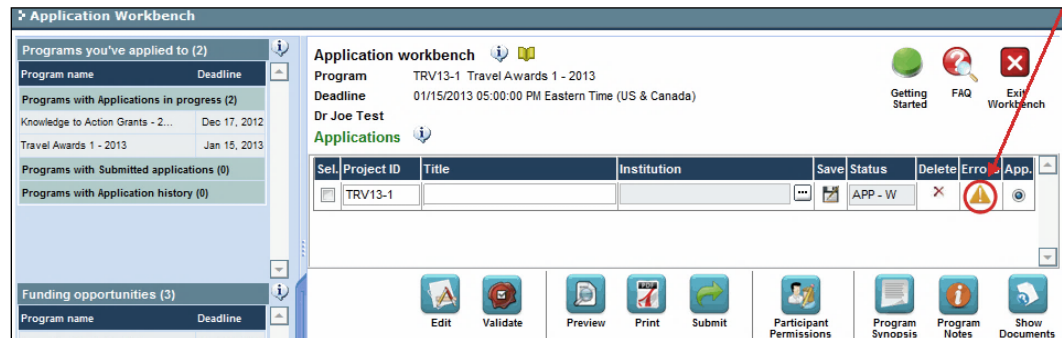 Application Workbench
Programs you've applied to (2)
Program name Deadline
Programs with Applications in progress (2)
Knowledge to Action Grants - 2... Dec 17, 2012
Travel Awards 1 - 2013 Jan 15, 2013
Programs with Submitted applications (0)
Programs with Application history (0)
Funding opportunities (3)
Program name Deadline
Application workbench
Program TRV13-1 Travel Awards 1 - 2013
Deadline 01/15/2013 05:00:00 PM Eastern Time (US & Canada)
Dr Joe Test
Applications
Getting Started
FAQ
Exit Workbench
Sel. Project ID Title Institution Save Status Delete Errors App.
TRV13-1 ... APP - W
Edit Validate Preview Print Submit Participant Permissions Program Synopsis Program Notes Show Documents